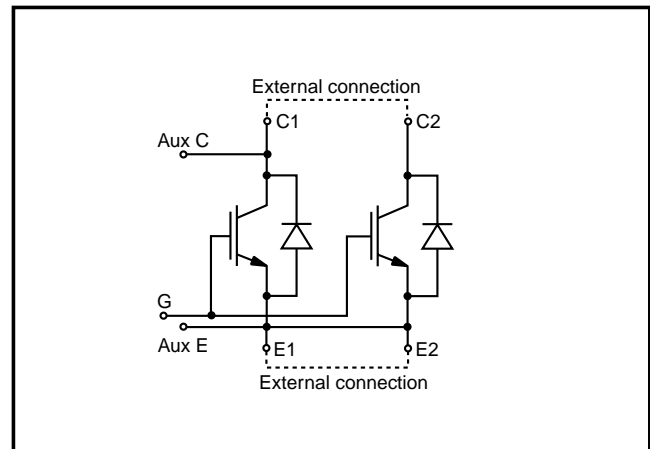 External connection
C1
C2
Aux C
G
Aux E
E1
E2
External connection